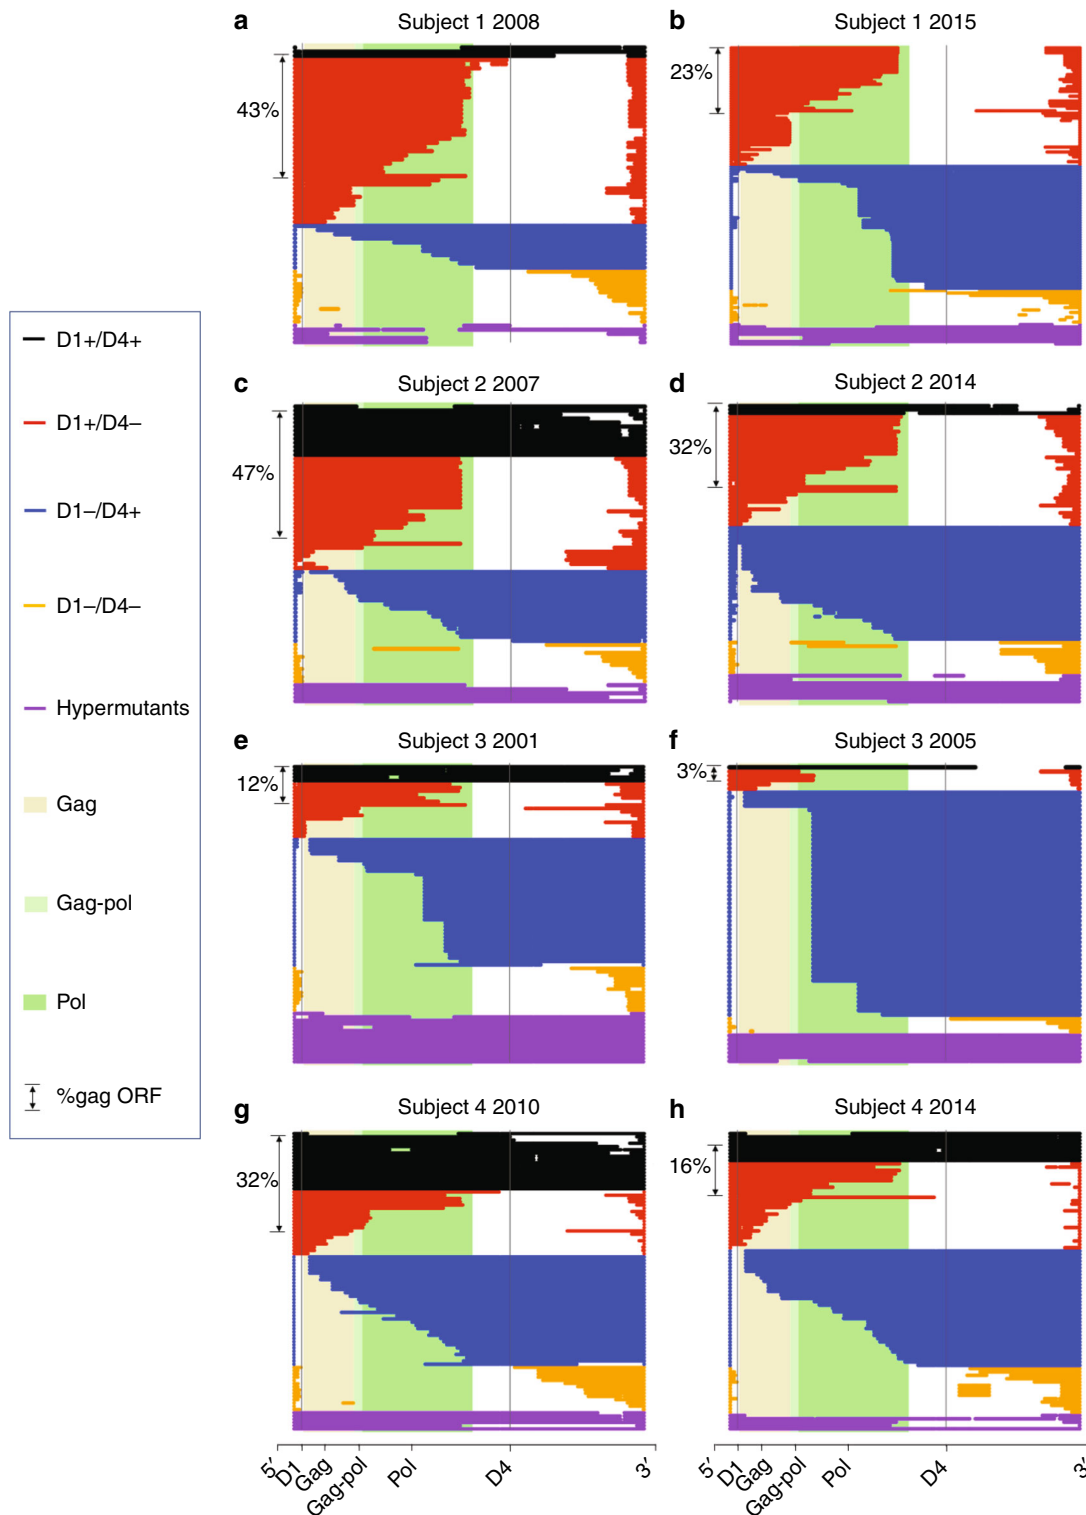 a Subject 1 2008
43%
b Subject 1 2015
23%
D1+/D4+
D1+/D4–
D1–/D4+
D1–/D4–
Hypermutants
Gag
Gag-pol
Pol
%gag ORF
c Subject 2 2007
47%
d Subject 2 2014
32%
e Subject 3 2001
12%
f Subject 3 2005
3%
g Subject 4 2010
32%
h Subject 4 2014
16%
5′ D1 Gag Gag-pol Pol D4 3′
5′ D1 Gag Gag-pol Pol D4 3′